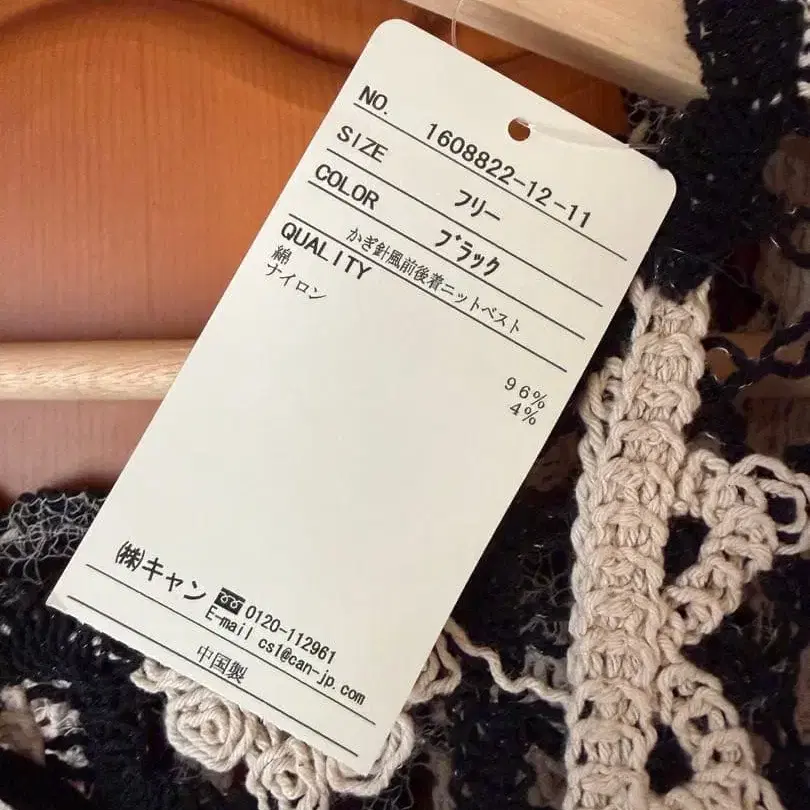 NO. 1608822-12-11
SIZE フリー
COLOR ブラック
かぎ針風前後着ニットベスト
QUALITY
綿 96%
ナイロン 4%
㈱キャン 0120-112961
E-mail cs1@can-jp.com
中国製